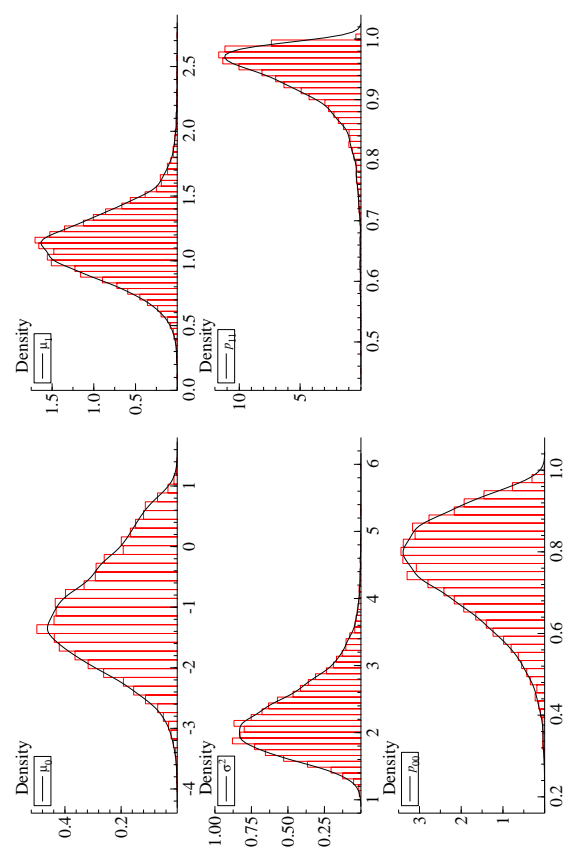 Density
μ0
0.4
0.2
-4 -3 -2 -1 0 1
Density
μ1
1.5
1.0
0.5
0.0 0.5 1.0 1.5 2.0 2.5
Density
σ²
1.00
0.75
0.50
0.25
1 2 3 4 5 6
Density
p11
10
5
0.5 0.6 0.7 0.8 0.9 1.0
Density
p00
3
2
1
0.2 0.4 0.6 0.8 1.0